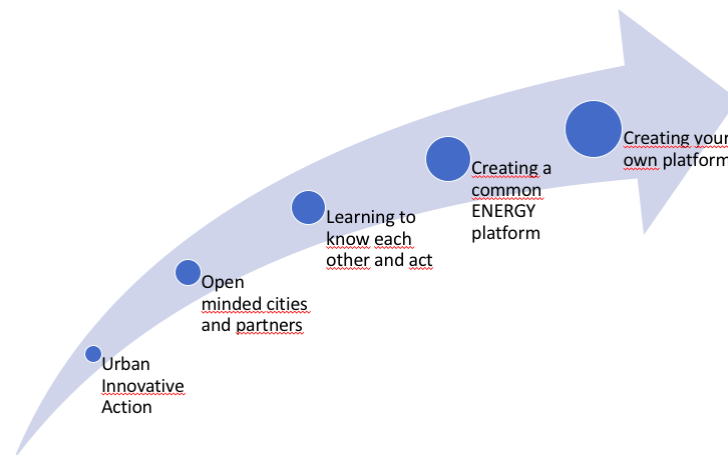 Urban
Innovative
Action
Open
minded cities
and partners
Learning to
know each
other and act
Creating a
common
ENERGY
platform
Creating your
own platform